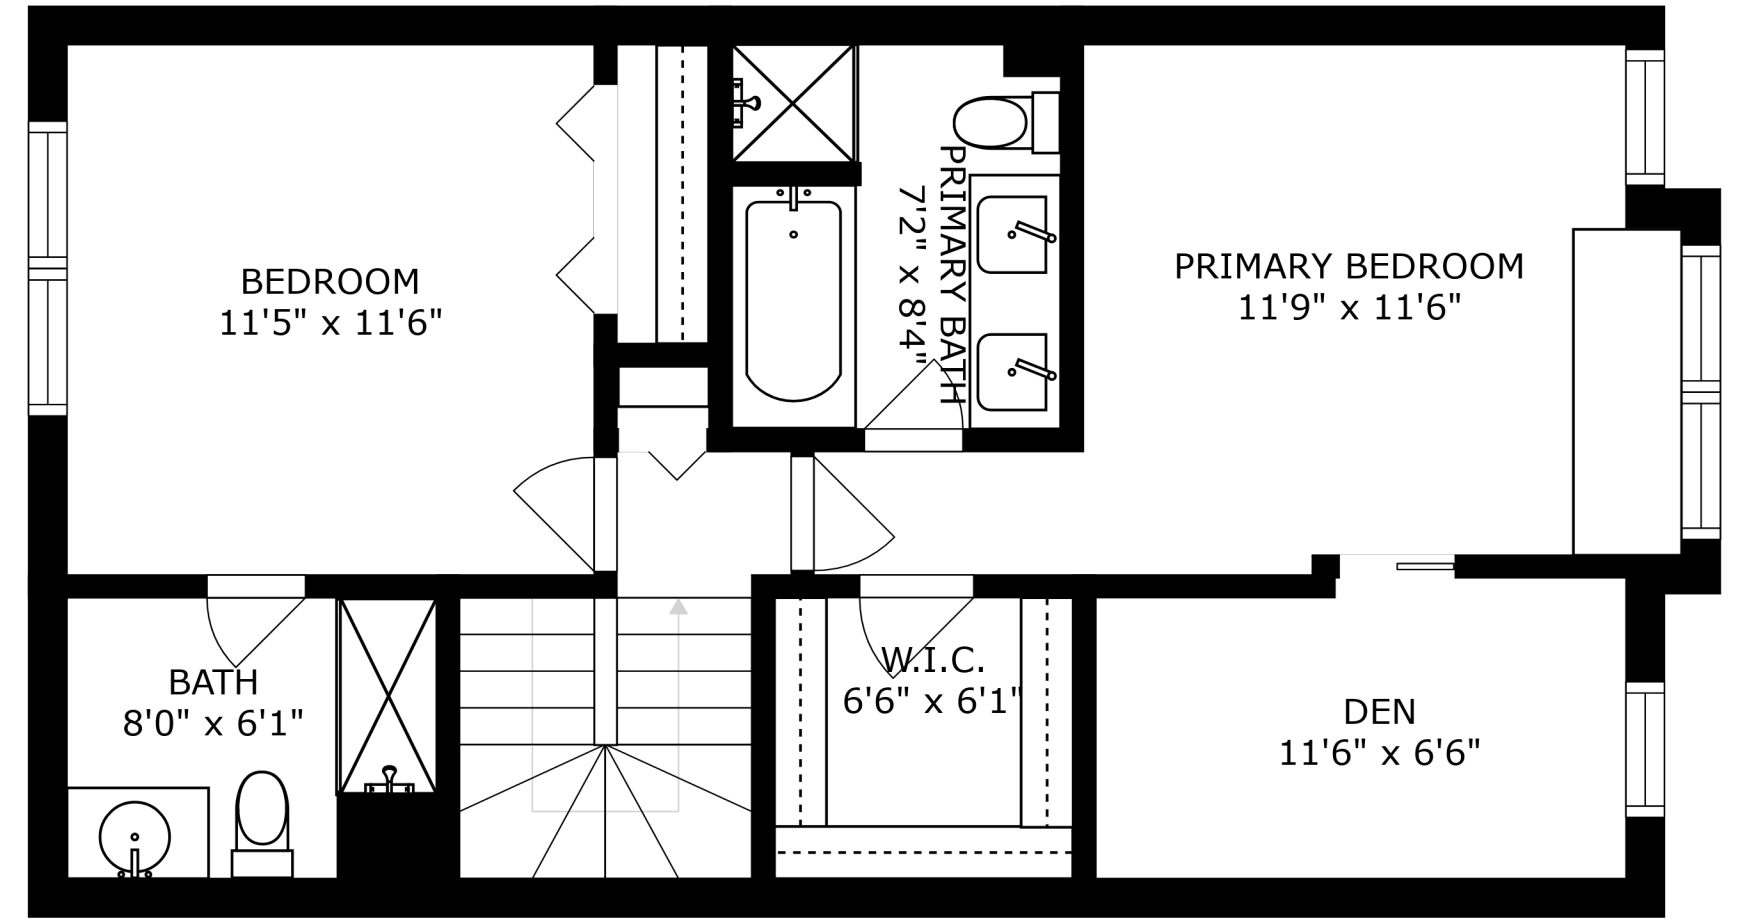 BEDROOM
11'5" x 11'6"
PRIMARY BATH
7'2" x 8'4"
PRIMARY BEDROOM
11'9" x 11'6"
BATH
8'0" x 6'1"
W.I.C.
6'6" x 6'1"
DEN
11'6" x 6'6"